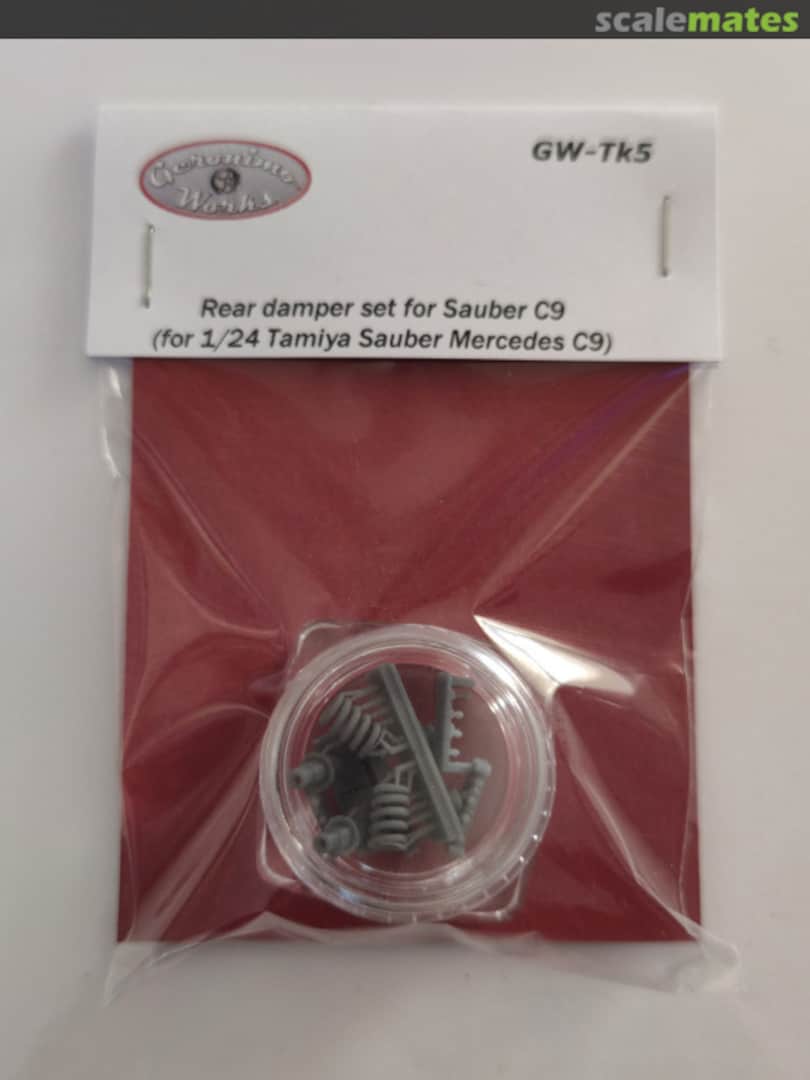 scalemates
Geronimo
Works
GW-Tk5
Rear damper set for Sauber C9
(for 1/24 Tamiya Sauber Mercedes C9)